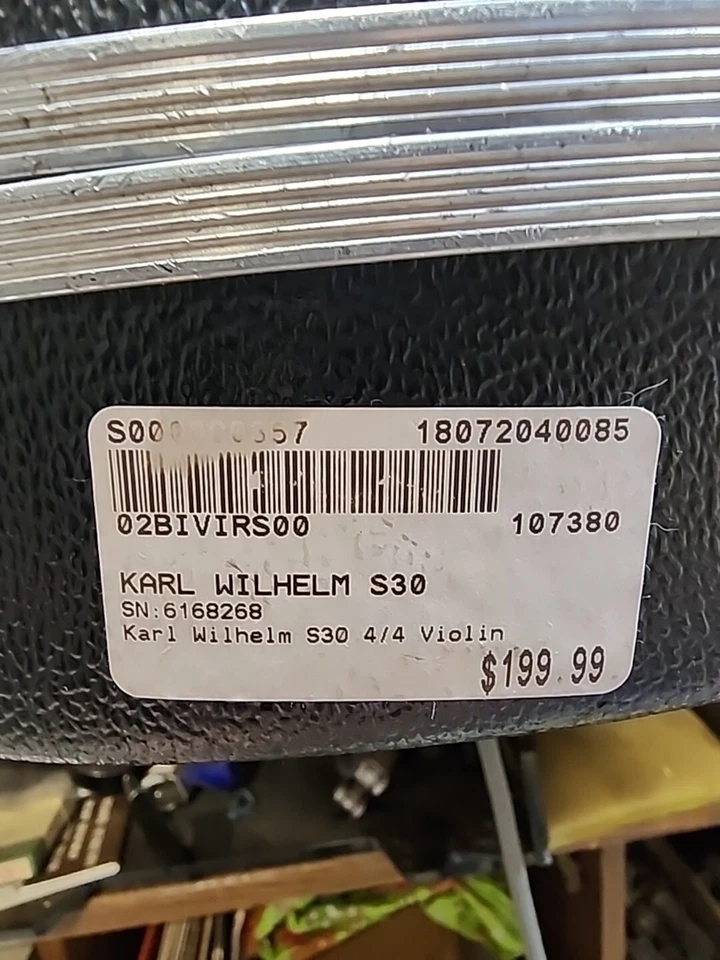 18072040085
02BIVIRS00 107380
KARL WILHELM S30
SN:6168268
Karl Wilhelm S30 4/4 Violin
$199.99